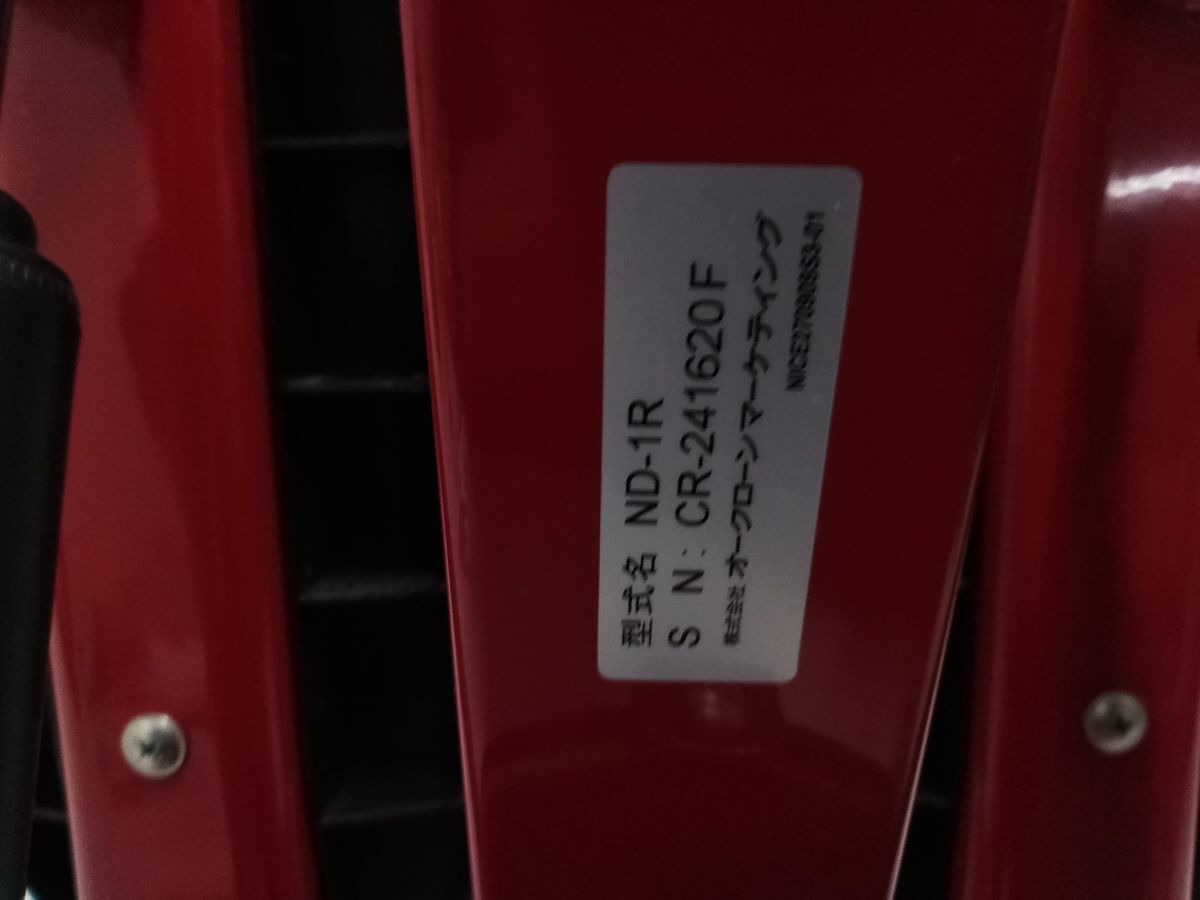 型式名 ND-1R
S N: CR-241620F
株式会社 オークローンマーケティング